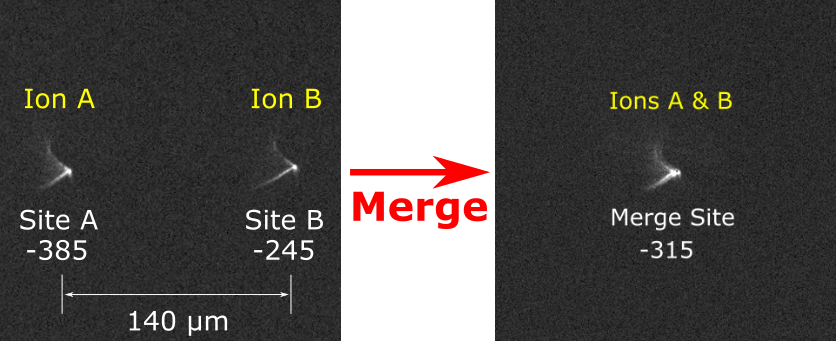 Ion A
Ion B
Site A
-385
Site B
-245
140 µm
Merge
Ions A & B
Merge Site
-315